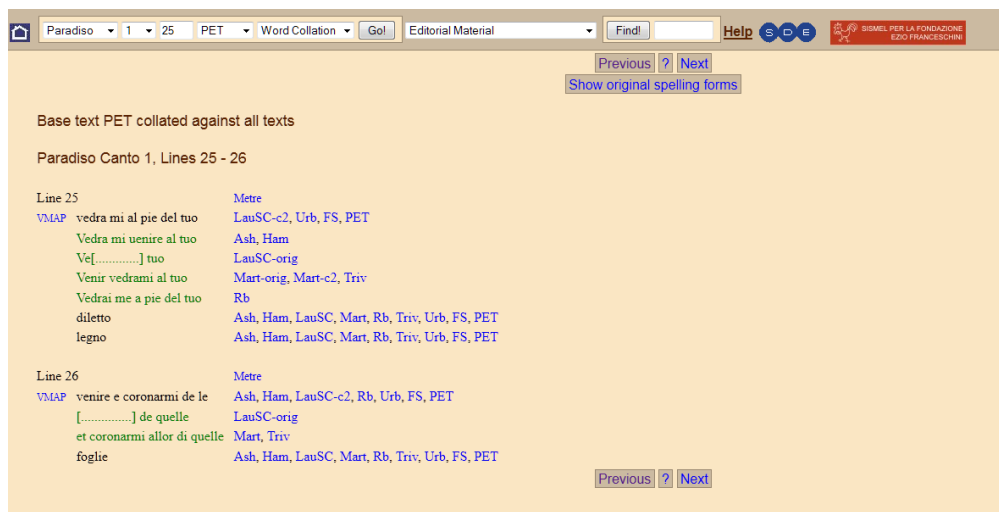 Paradiso 1 25 PET Word Collation Go! Editorial Material Find! Help S D E SISMEL PER LA FONDAZIONE
EZIO FRANCESCHINI
Previous ? Next
Show original spelling forms
Base text PET collated against all texts
Paradiso Canto 1, Lines 25 - 26
Line 25 Metre
VMAP vedra mi al pie del tuo LauSC-c2, Urb, FS, PET
Vedra mi uenire al tuo Ash, Ham
Ve[.............] tuo LauSC-orig
Venir vedrami al tuo Mart-orig, Mart-c2, Triv
Vedrai me a pie del tuo Rb
diletto Ash, Ham, LauSC, Mart, Rb, Triv, Urb, FS, PET
legno Ash, Ham, LauSC, Mart, Rb, Triv, Urb, FS, PET
Line 26 Metre
VMAP venire e coronarmi de le Ash, Ham, LauSC-c2, Rb, Urb, FS, PET
[...............] de quelle LauSC-orig
et coronarmi allor di quelle Mart, Triv
foglie Ash, Ham, LauSC, Mart, Rb, Triv, Urb, FS, PET
Previous ? Next